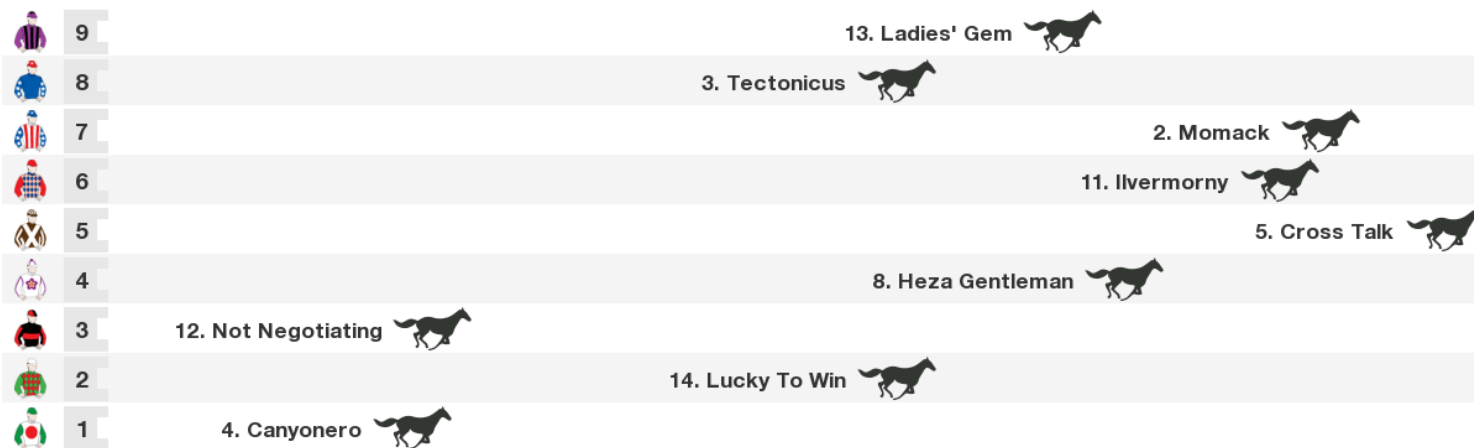 9 13. Ladies' Gem
8 3. Tectonicus
7 2. Momack
6 11. Ilvermorny
5 5. Cross Talk
4 8. Heza Gentleman
3 12. Not Negotiating
2 14. Lucky To Win
1 4. Canyonero